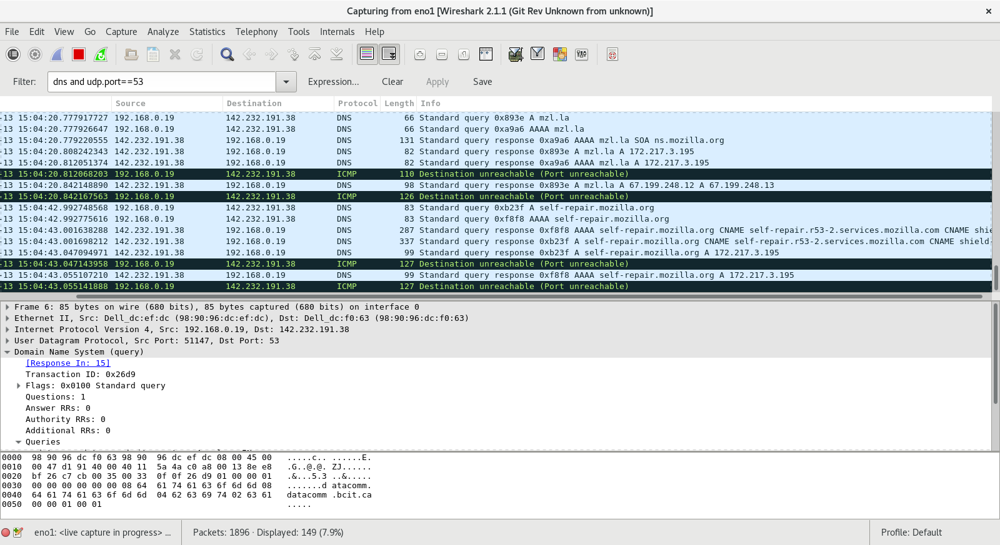 Capturing from eno1 [Wireshark 2.1.1 (Git Rev Unknown from unknown)]
File Edit View Go Capture Analyze Statistics Telephony Tools Internals Help
Filter: dns and udp.port==53 Expression... Clear Apply Save
Source Destination Protocol Length Info
-13 15:04:20.777917727 192.168.0.19 142.232.191.38 DNS 66 Standard query 0x893e A mzl.la
-13 15:04:20.777926647 192.168.0.19 142.232.191.38 DNS 66 Standard query 0xa9a6 AAAA mzl.la
-13 15:04:20.779220555 142.232.191.38 192.168.0.19 DNS 131 Standard query response 0xa9a6 AAAA mzl.la SOA ns.mozilla.org
-13 15:04:20.808242343 142.232.191.38 192.168.0.19 DNS 82 Standard query response 0x893e A mzl.la A 172.217.3.195
-13 15:04:20.812051374 142.232.191.38 192.168.0.19 DNS 82 Standard query response 0xa9a6 AAAA mzl.la A 172.217.3.195
-13 15:04:20.812068203 192.168.0.19 142.232.191.38 ICMP 110 Destination unreachable (Port unreachable)
-13 15:04:20.842148890 142.232.191.38 192.168.0.19 DNS 98 Standard query response 0x893e A mzl.la A 67.199.248.12 A 67.199.248.13
-13 15:04:20.842167563 192.168.0.19 142.232.191.38 ICMP 126 Destination unreachable (Port unreachable)
-13 15:04:42.992748568 192.168.0.19 142.232.191.38 DNS 83 Standard query 0xb23f A self-repair.mozilla.org
-13 15:04:42.992775616 192.168.0.19 142.232.191.38 DNS 83 Standard query 0xf8f8 AAAA self-repair.mozilla.org
-13 15:04:43.001638288 142.232.191.38 192.168.0.19 DNS 287 Standard query response 0xf8f8 AAAA self-repair.mozilla.org CNAME self-repair.r53-2.services.mozilla.com CNAME shie
-13 15:04:43.001698212 142.232.191.38 192.168.0.19 DNS 337 Standard query response 0xb23f A self-repair.mozilla.org CNAME self-repair.r53-2.services.mozilla.com CNAME shield-
-13 15:04:43.047094971 142.232.191.38 192.168.0.19 DNS 99 Standard query response 0xb23f A self-repair.mozilla.org A 172.217.3.195
-13 15:04:43.047143958 192.168.0.19 142.232.191.38 ICMP 127 Destination unreachable (Port unreachable)
-13 15:04:43.055107210 142.232.191.38 192.168.0.19 DNS 99 Standard query response 0xf8f8 AAAA self-repair.mozilla.org A 172.217.3.195
-13 15:04:43.055141888 192.168.0.19 142.232.191.38 ICMP 127 Destination unreachable (Port unreachable)
Frame 6: 85 bytes on wire (680 bits), 85 bytes captured (680 bits) on interface 0
Ethernet II, Src: Dell_dc:ef:dc (98:90:96:dc:ef:dc), Dst: Dell_dc:f0:63 (98:90:96:dc:f0:63)
Internet Protocol Version 4, Src: 192.168.0.19, Dst: 142.232.191.38
User Datagram Protocol, Src Port: 51147, Dst Port: 53
Domain Name System (query)
[Response In: 15]
Transaction ID: 0x26d9
Flags: 0x0100 Standard query
Questions: 1
Answer RRs: 0
Authority RRs: 0
Additional RRs: 0
Queries
0000 98 90 96 dc f0 63 98 90 96 dc ef dc 08 00 45 00 .....c.. ......E.
0010 00 47 d1 91 40 00 40 11 5a 4a c0 a8 00 13 8e e8 .G..@.@. ZJ......
0020 bf 26 c7 cb 00 35 00 33 0f 0f 26 d9 01 00 00 01 .&...5.3 ..&.....
0030 00 00 00 00 00 00 08 64 61 74 61 63 6f 6d 6d 08 .......d atacomm.
0040 64 61 74 61 63 6f 6d 6d 04 62 63 69 74 02 63 61 datacomm .bcit.ca
0050 00 00 01 00 01 .....
eno1: <live capture in progress> ... Packets: 1896 · Displayed: 149 (7.9%) Profile: Default